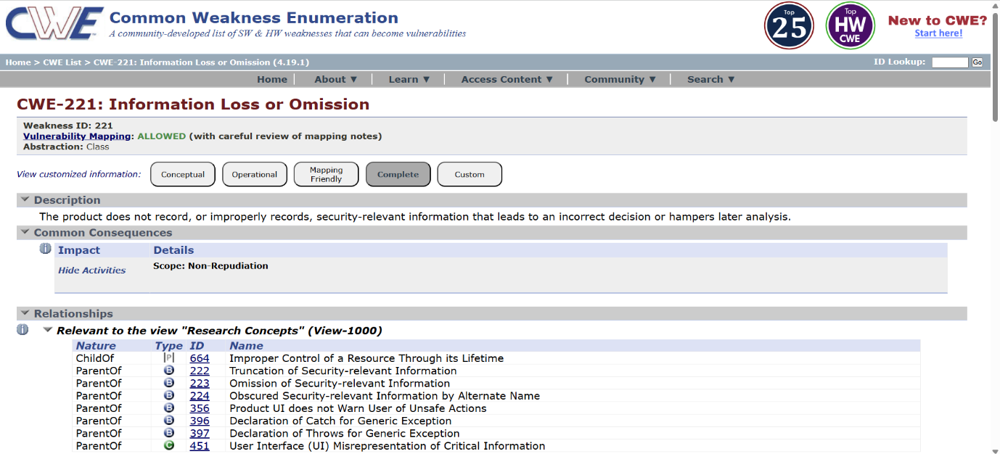 CWE Common Weakness Enumeration
A community-developed list of SW & HW weaknesses that can become vulnerabilities
Top 25
Top HW CWE
New to CWE?
Start here!
Home > CWE List > CWE-221: Information Loss or Omission (4.19.1)
ID Lookup: Go
Home About ▼ Learn ▼ Access Content ▼ Community ▼ Search ▼
CWE-221: Information Loss or Omission
Weakness ID: 221
Vulnerability Mapping: ALLOWED (with careful review of mapping notes)
Abstraction: Class
View customized information: Conceptual Operational Mapping Friendly Complete Custom
Description
The product does not record, or improperly records, security-relevant information that leads to an incorrect decision or hampers later analysis.
Common Consequences
Impact Details
Hide Activities Scope: Non-Repudiation
Relationships
Relevant to the view "Research Concepts" (View-1000)
Nature Type ID Name
ChildOf P 664 Improper Control of a Resource Through its Lifetime
ParentOf B 222 Truncation of Security-relevant Information
ParentOf B 223 Omission of Security-relevant Information
ParentOf B 224 Obscured Security-relevant Information by Alternate Name
ParentOf B 356 Product UI does not Warn User of Unsafe Actions
ParentOf B 396 Declaration of Catch for Generic Exception
ParentOf B 397 Declaration of Throws for Generic Exception
ParentOf C 451 User Interface (UI) Misrepresentation of Critical Information